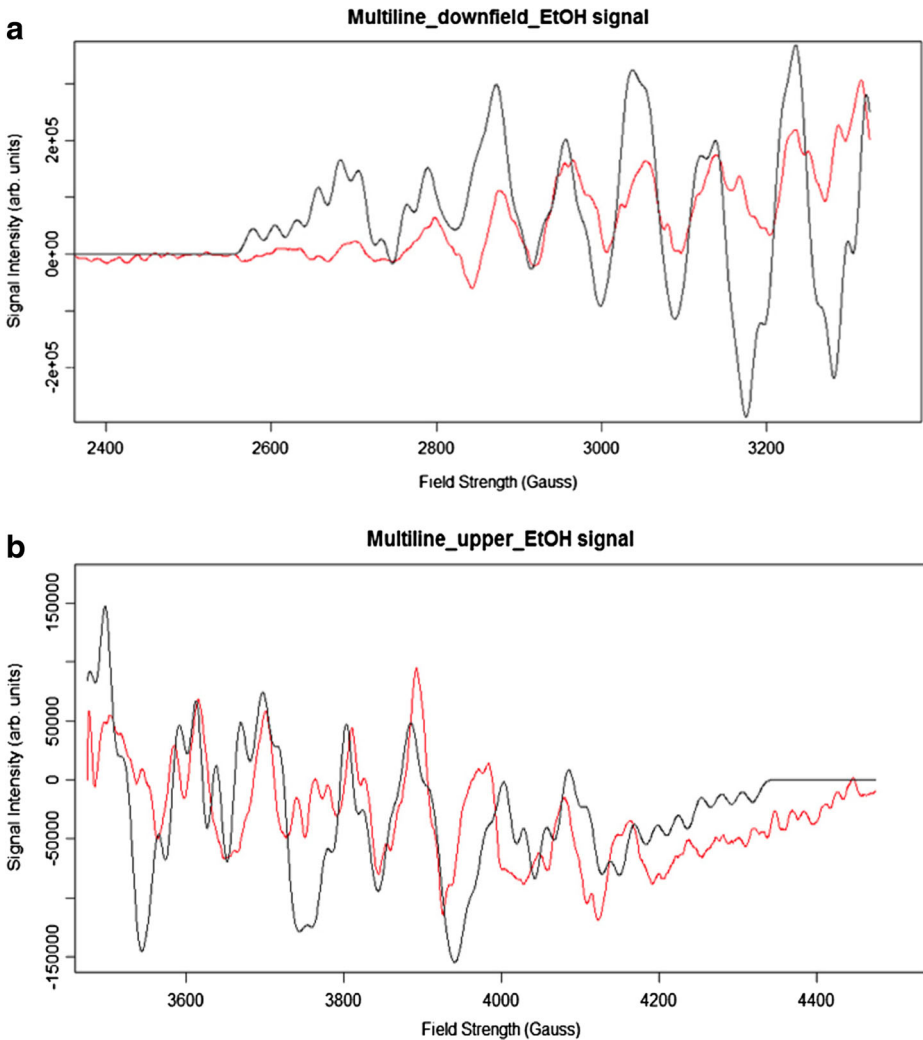 a
Multiline_downfield_EtOH signal
Signal Intensity (arb. units)
2e+05
0e+00
-2e+05
2400 2600 2800 3000 3200
Field Strength (Gauss)
b
Multiline_upper_EtOH signal
Signal Intensity (arb. units)
150000
50000
0
-50000
-150000
3600 3800 4000 4200 4400
Field Strength (Gauss)